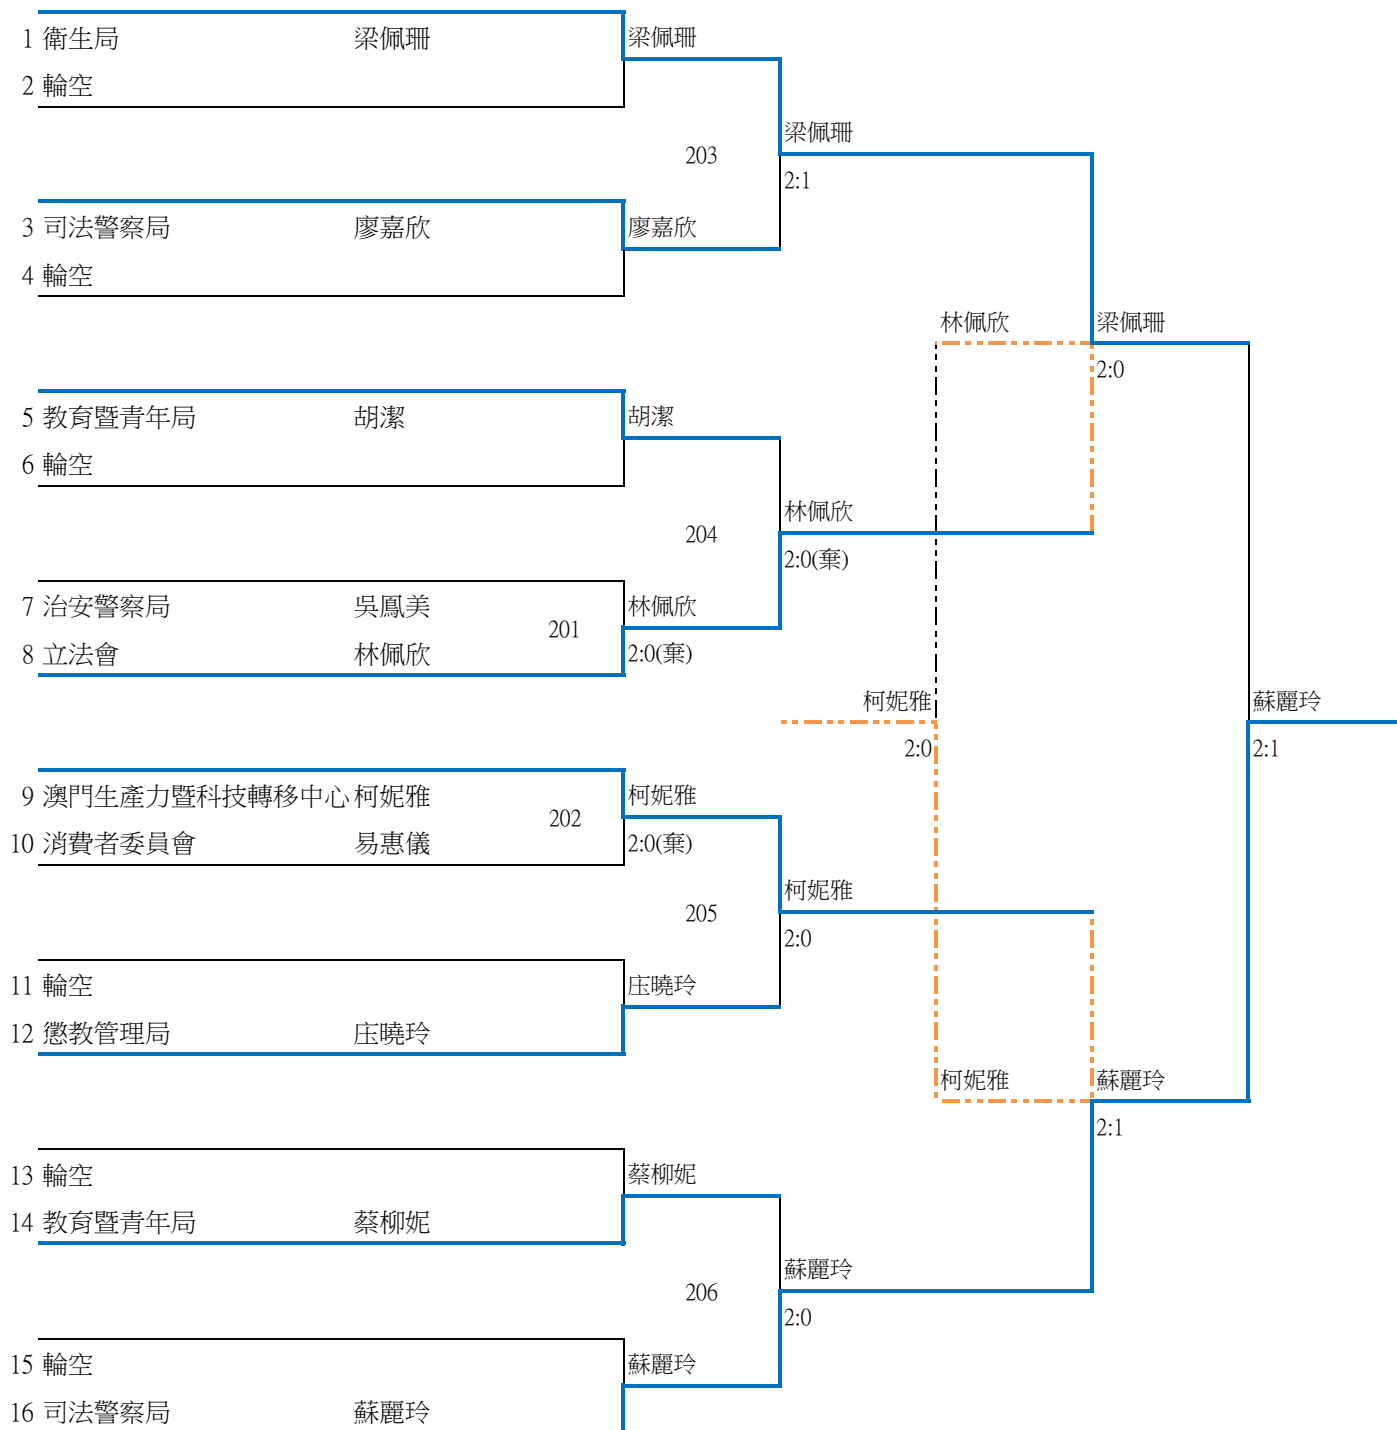 1 衛生局 梁佩珊 梁佩珊
2 輪空
梁佩珊
203
2:1
3 司法警察局 廖嘉欣 廖嘉欣
4 輪空
林佩欣 梁佩珊
2:0
5 教育暨青年局 胡潔 胡潔
6 輪空
林佩欣
204
2:0(棄)
7 治安警察局 吳鳳美 林佩欣
201
8 立法會 林佩欣 2:0(棄)
柯妮雅 蘇麗玲
2:0 2:1
9 澳門生產力暨科技轉移中心 柯妮雅 柯妮雅
202
10 消費者委員會 易惠儀 2:0(棄)
柯妮雅
205
2:0
11 輪空 庄曉玲
12 懲教管理局 庄曉玲
柯妮雅 蘇麗玲
2:1
13 輪空 蔡柳妮
14 教育暨青年局 蔡柳妮
蘇麗玲
206
2:0
15 輪空 蘇麗玲
16 司法警察局 蘇麗玲